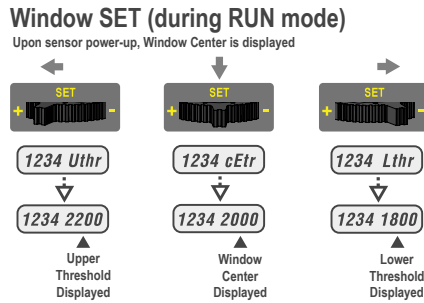 Window SET (during RUN mode)
Upon sensor power-up, Window Center is displayed
SET SET SET
+ - + - + -
1234 Uthr 1234 cEtr 1234 Lthr
1234 2200 1234 2000 1234 1800
Upper Window Lower
Threshold Center Threshold
Displayed Displayed Displayed